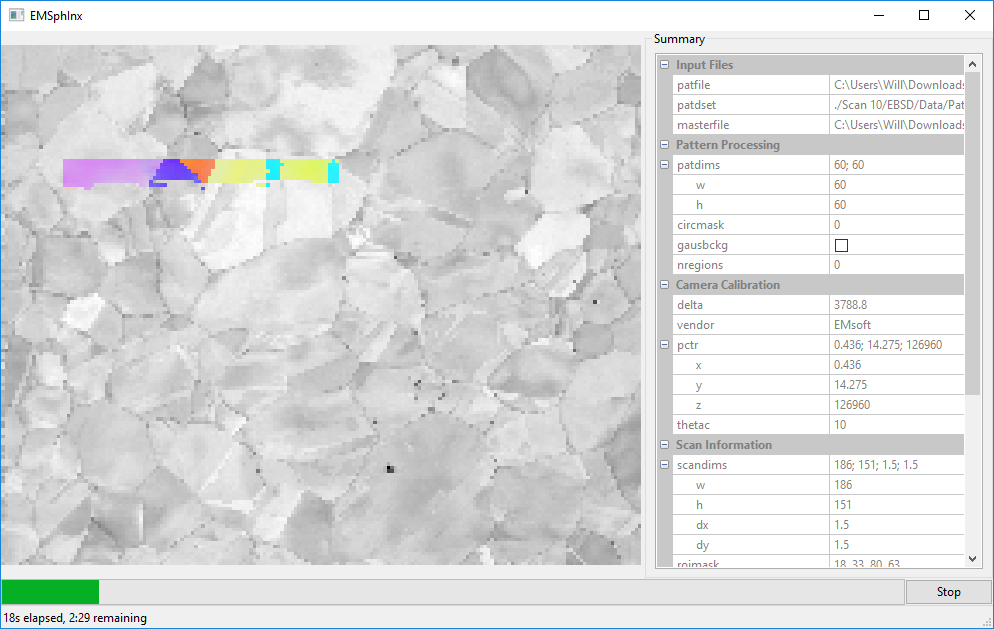 EMSphInx
Summary
Input Files
patfile C:\Users\Will\Downloads
patdset ./Scan 10/EBSD/Data/Pat
masterfile C:\Users\Will\Downloads
Pattern Processing
patdims 60; 60
w 60
h 60
circmask 0
gausbckg
nregions 0
Camera Calibration
delta 3788.8
vendor EMsoft
pctr 0.436; 14.275; 126960
x 0.436
y 14.275
z 126960
thetac 10
Scan Information
scandims 186; 151; 1.5; 1.5
w 186
h 151
dx 1.5
dy 1.5
roimask 18, 33, 80, 63
Stop
18s elapsed, 2:29 remaining